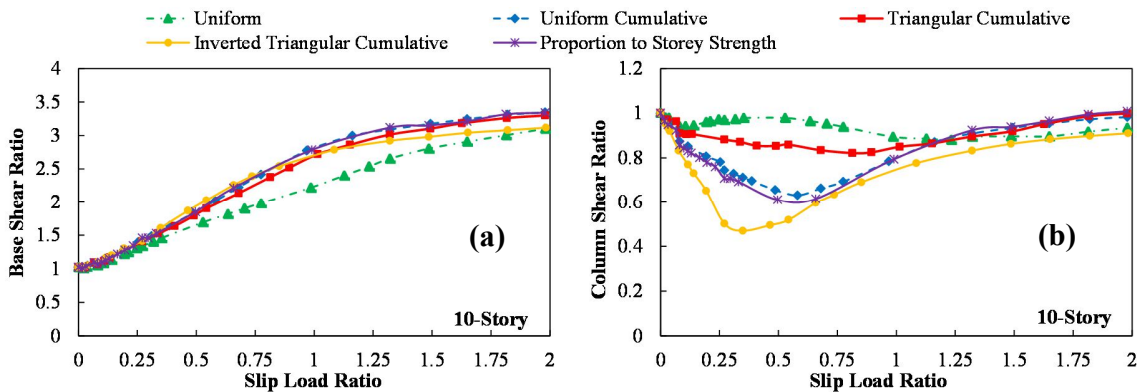 Uniform
Uniform Cumulative
Triangular Cumulative
Inverted Triangular Cumulative
Proportion to Storey Strength
4
3.5
3
2.5
2
1.5
1
0.5
0
Base Shear Ratio
(a)
10-Story
0 0.25 0.5 0.75 1 1.25 1.5 1.75 2
Slip Load Ratio
1.2
1
0.8
0.6
0.4
0.2
0
Column Shear Ratio
(b)
10-Story
0 0.25 0.5 0.75 1 1.25 1.5 1.75 2
Slip Load Ratio